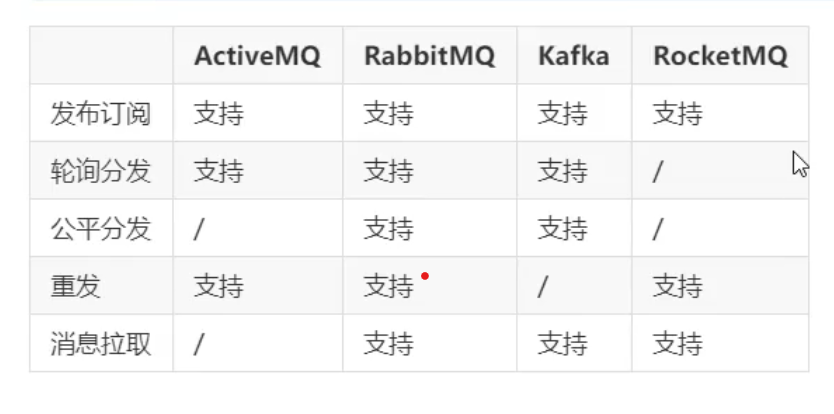 ActiveMQ RabbitMQ Kafka RocketMQ
发布订阅 支持 支持 支持 支持
轮询分发 支持 支持 支持 /
公平分发 / 支持 支持 /
重发 支持 支持 / 支持
消息拉取 / 支持 支持 支持